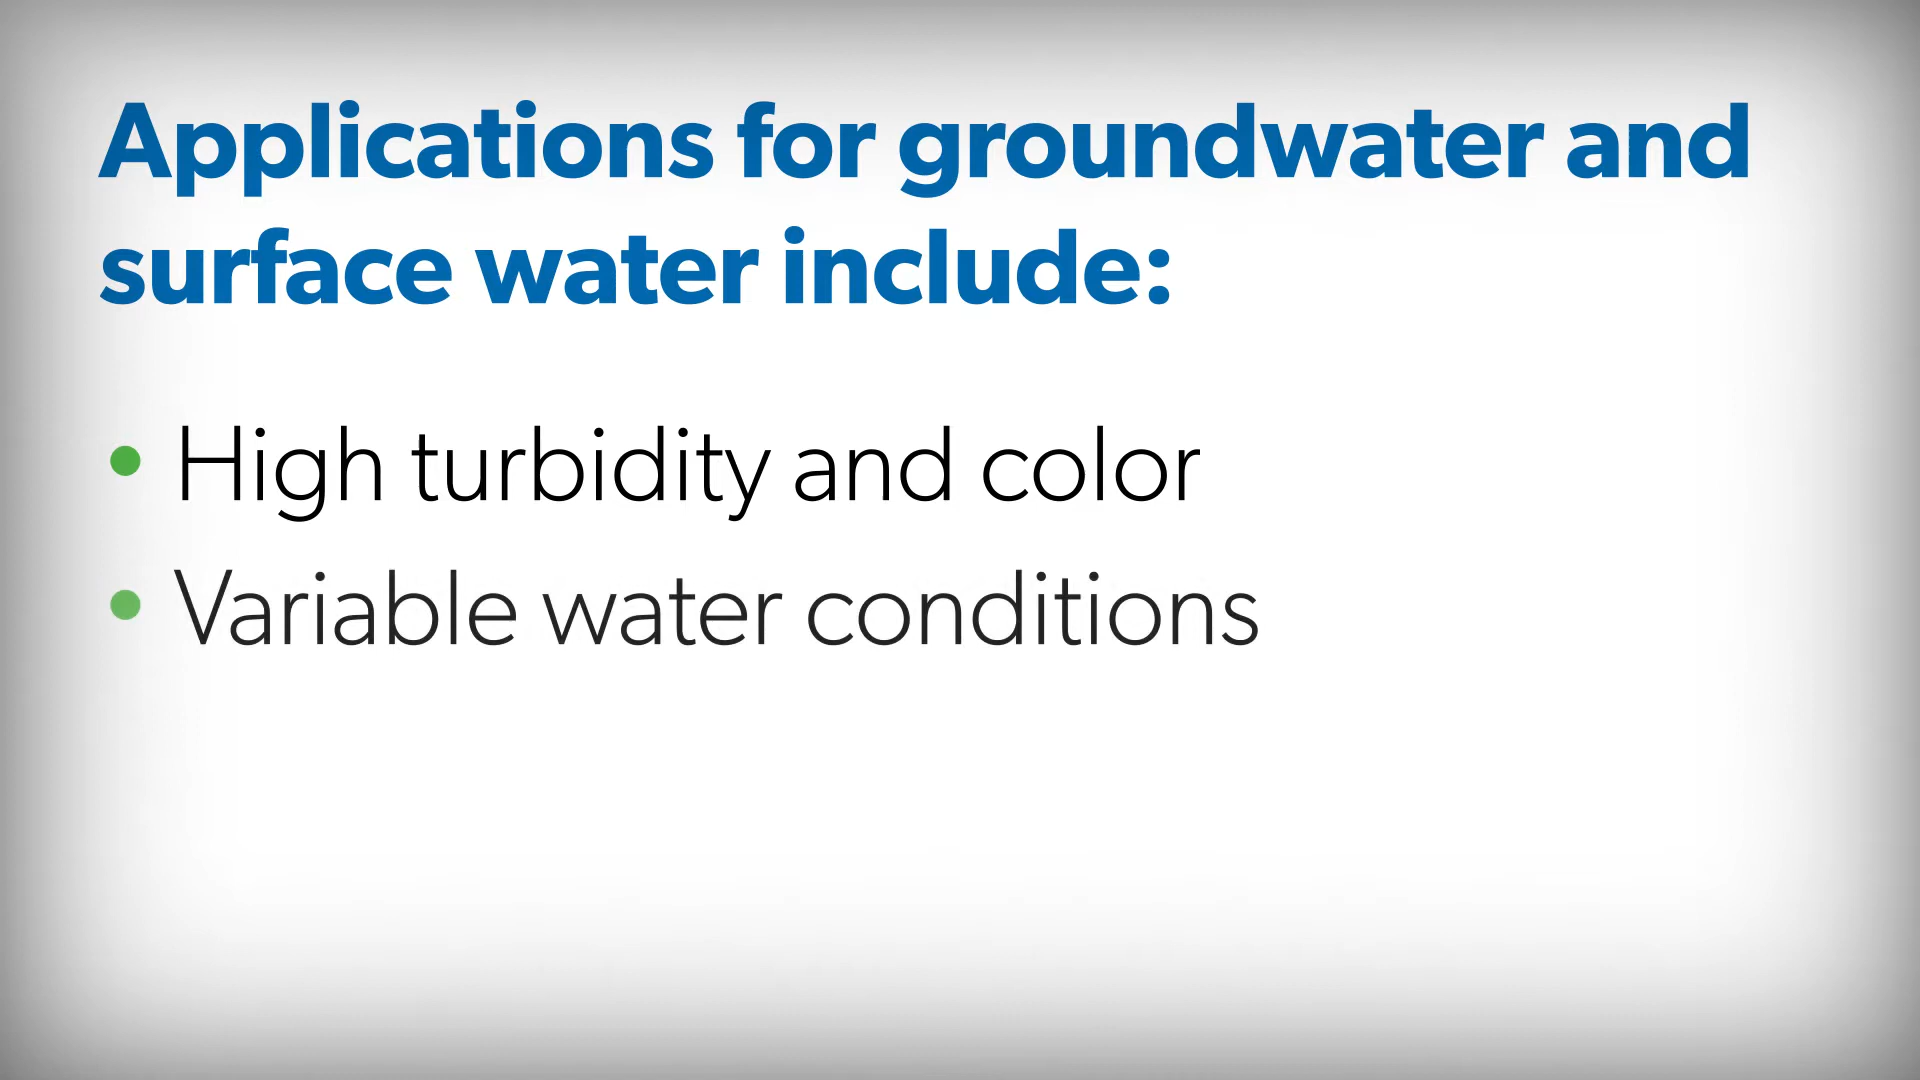 Applications for groundwater and
surface water include:
• High turbidity and color
• Variable water conditions